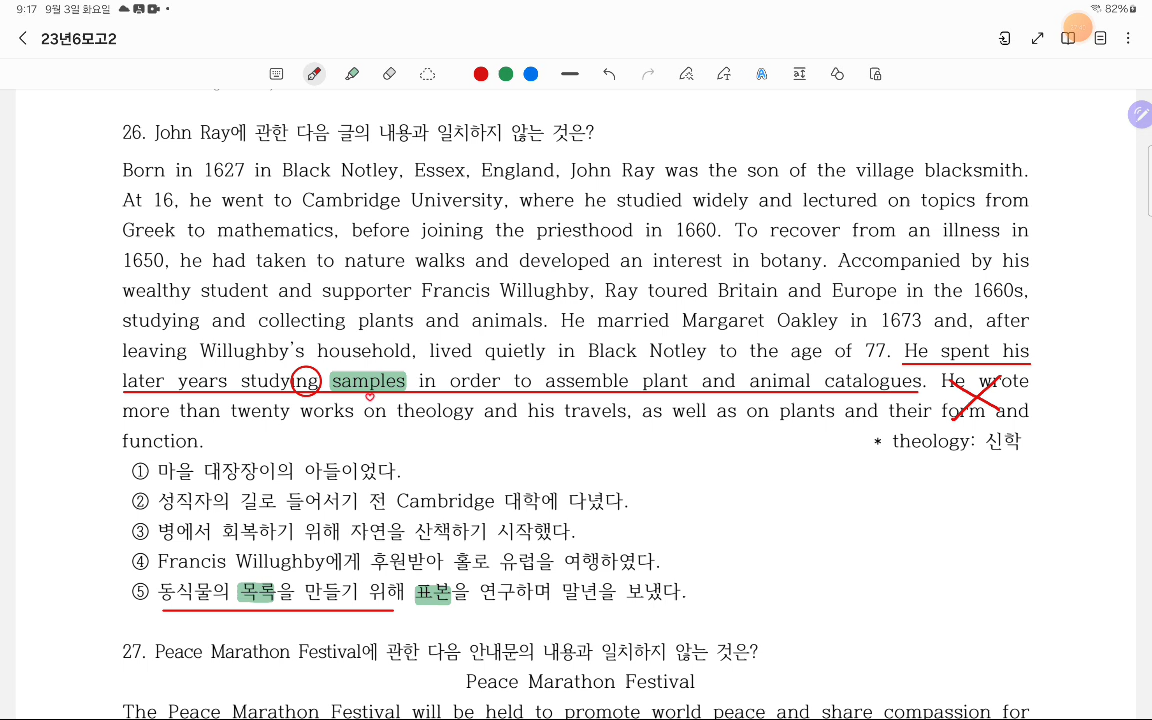 9:17 9월 3일 화요일
82%
23년6모고2
26. John Ray에 관한 다음 글의 내용과 일치하지 않는 것은?
Born in 1627 in Black Notley, Essex, England, John Ray was the son of the village blacksmith.
At 16, he went to Cambridge University, where he studied widely and lectured on topics from
Greek to mathematics, before joining the priesthood in 1660. To recover from an illness in
1650, he had taken to nature walks and developed an interest in botany. Accompanied by his
wealthy student and supporter Francis Willughby, Ray toured Britain and Europe in the 1660s,
studying and collecting plants and animals. He married Margaret Oakley in 1673 and, after
leaving Willughby's household, lived quietly in Black Notley to the age of 77. He spent his
later years studying samples in order to assemble plant and animal catalogues. He wrote
more than twenty works on theology and his travels, as well as on plants and their form and
function. * theology: 신학
① 마을 대장장이의 아들이었다.
② 성직자의 길로 들어서기 전 Cambridge 대학에 다녔다.
③ 병에서 회복하기 위해 자연을 산책하기 시작했다.
④ Francis Willughby에게 후원받아 홀로 유럽을 여행하였다.
⑤ 동식물의 목록을 만들기 위해 표본을 연구하며 말년을 보냈다.
27. Peace Marathon Festival에 관한 다음 안내문의 내용과 일치하지 않는 것은?
Peace Marathon Festival
The Peace Marathon Festival will be held to promote world peace and share compassion for